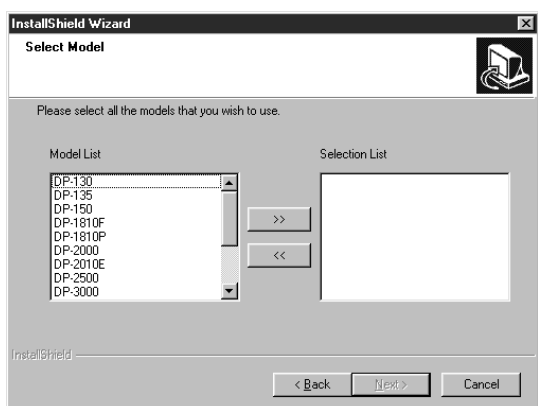 InstallShield Wizard
Select Model
Please select all the models that you wish to use.
Model List
Selection List
DP-130
DP-135
DP-150
DP-1810F
DP-1810P
DP-2000
DP-2010E
DP-2500
DP-3000
>>
<<
InstallShield
< Back
Next >
Cancel